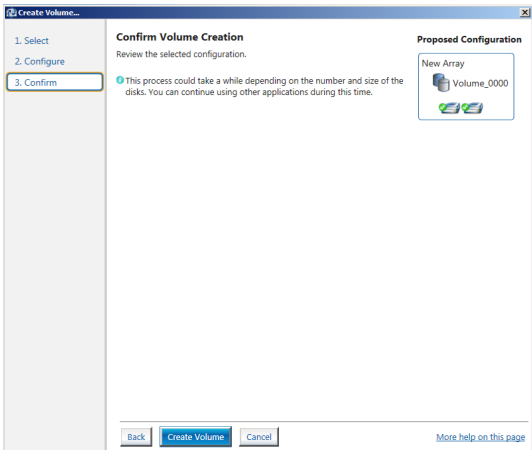 Create Volume...
1. Select
2. Configure
3. Confirm
Confirm Volume Creation
Review the selected configuration.
This process could take a while depending on the number and size of the
disks. You can continue using other applications during this time.
Proposed Configuration
New Array
Volume_0000
Back
Create Volume
Cancel
More help on this page